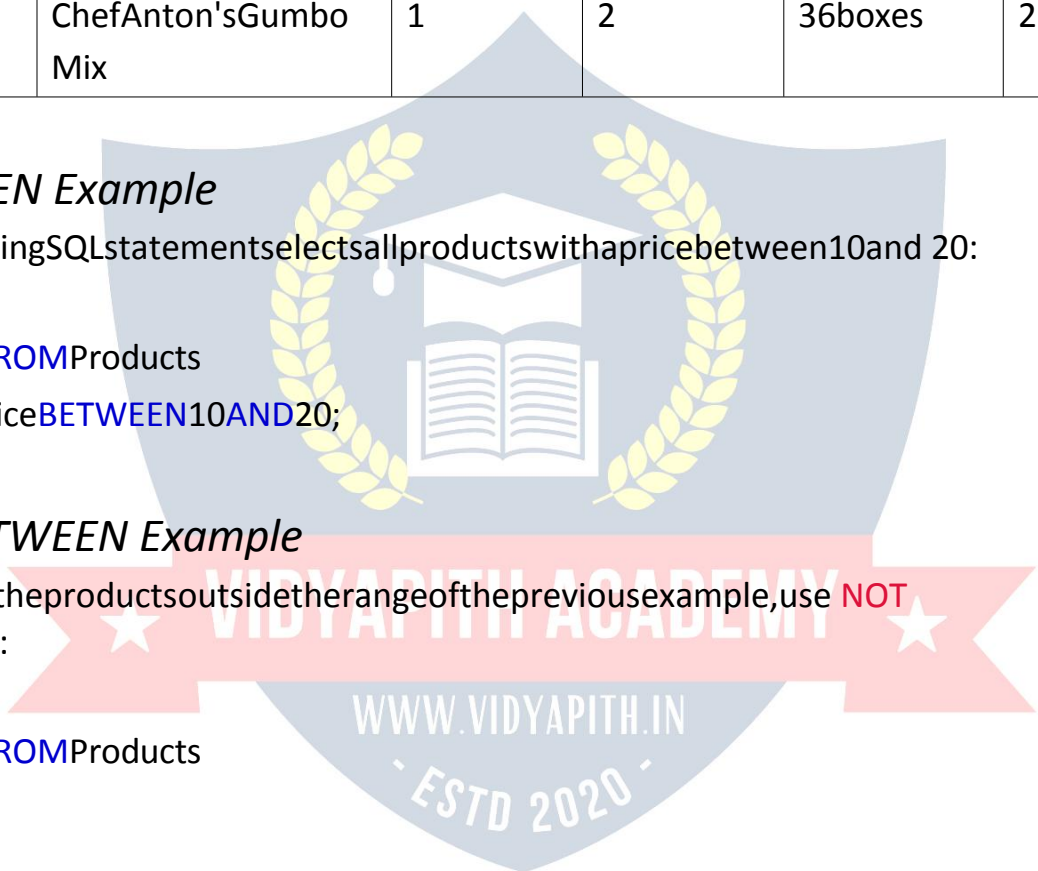 ChefAnton'sGumbo 1 2 36boxes 2
Mix
EN Example
ingSQLstatementselectsallproductswithapricebetween10and 20:
ROMProducts
iceBETWEEN10AND20;
TWEEN Example
theproductsoutsidetherangeofthepreviousexample,use NOT
:
VIDYAPITH ACADEMY
WWW.VIDYAPITH.IN
ROMProducts
- ESTD 2020 -